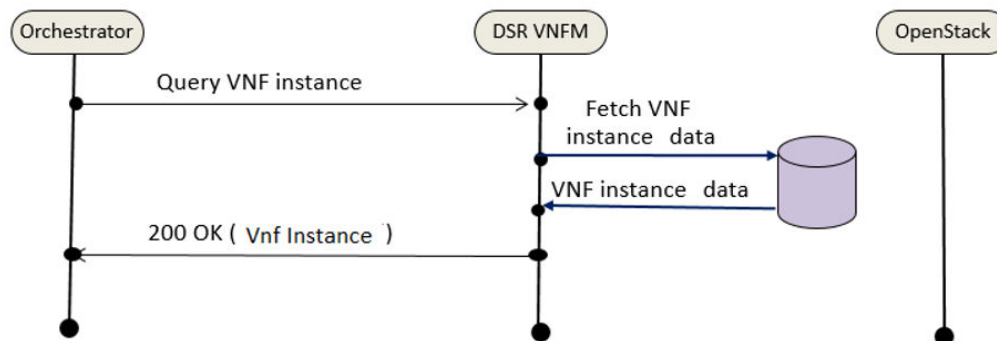 Orchestrator
DSR VNFM
OpenStack
Query VNF instance
Fetch VNF
instance data
VNF instance data
200 OK ( Vnf Instance )